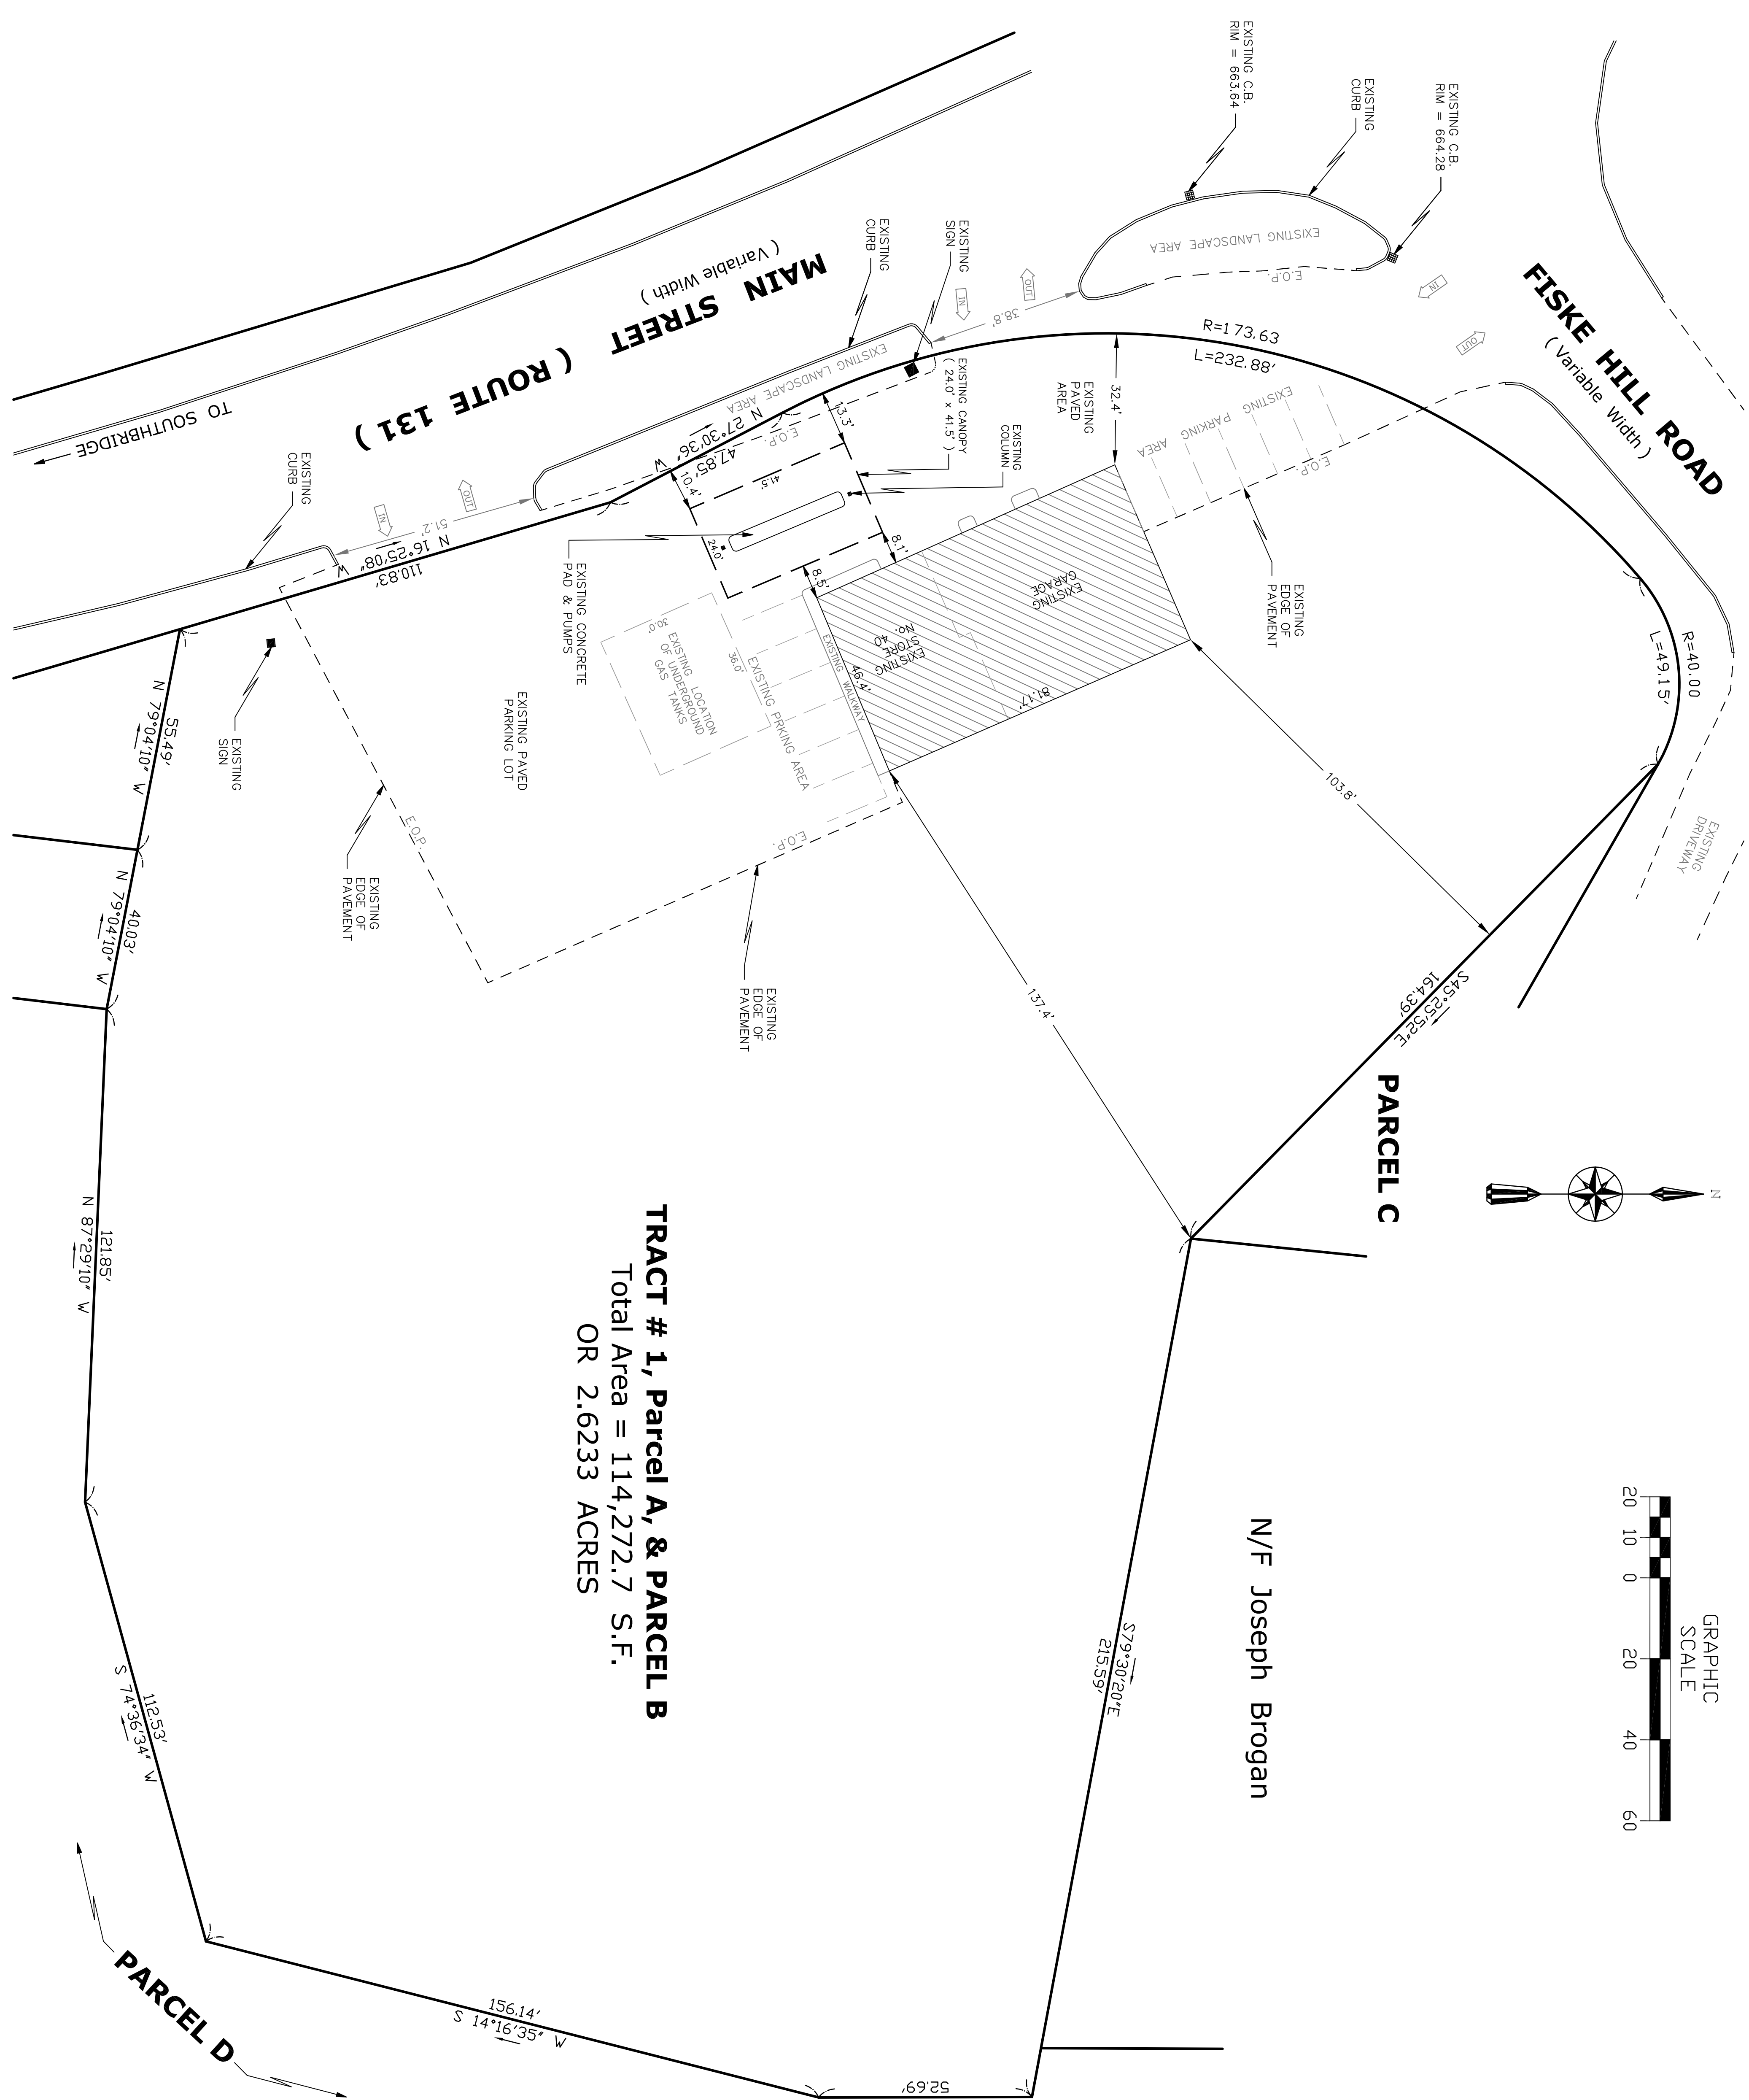 FISKE HILL ROAD
( Variable Width )
MAIN STREET ( ROUTE 131 )
( Variable Width )
TO SOUTHBRIDGE
EXISTING C.B.
RIM = 663.64
EXISTING
CURB
EXISTING C.B.
RIM = 664.28
EXISTING LANDSCAPE AREA
E.O.P.
IN
OUT
IN
OUT
38.8'
EXISTING
SIGN
EXISTING
CURB
EXISTING LANDSCAPE AREA
E.O.P.
N 27°30'36" W
47.85'
EXISTING CANOPY
( 24.0' x 41.5' )
EXISTING
COLUMN
13.3'
10.4'
41.5'
24.0'
8.1'
8.5'
EXISTING
PAVED
AREA
32.4'
R=173.63
L=232.88'
EXISTING PARKING AREA
E.O.P
EXISTING
EDGE OF
PAVEMENT
R=40.00
L=49.15'
EXISTING
DRIVEWAY
EXISTING
GARAGE
EXISTING
STORE
No. 40
46.4'
81.17'
EXISTING WALKWAY
EXISTING PRKING AREA
EXISTING LOCATION
OF UNDERGROUND
GAS TANKS
30.0'
36.0'
EXISTING CONCRETE
PAD & PUMPS
EXISTING PAVED
PARKING LOT
OUT
IN
51.2'
N 16°25'08" W
110.83'
EXISTING
CURB
EXISTING
SIGN
E.O.P.
E.O.P.
EXISTING
EDGE OF
PAVEMENT
EXISTING
EDGE OF
PAVEMENT
103.8'
137.4'
S45°25'52"E
164.39'
PARCEL C
N
GRAPHIC
SCALE
20 10 0 20 40 60
N/F Joseph Brogan
S79°30'20"E
215.59'
TRACT # 1, Parcel A, & PARCEL B
Total Area = 114,272.7 S.F.
OR 2.6233 ACRES
55.49'
N 79°04'10" W
40.03'
N 79°04'10" W
121.85'
N 87°29'10" W
112.53'
S 74°36'34" W
156.14'
S 14°16'35" W
52.69'
PARCEL D